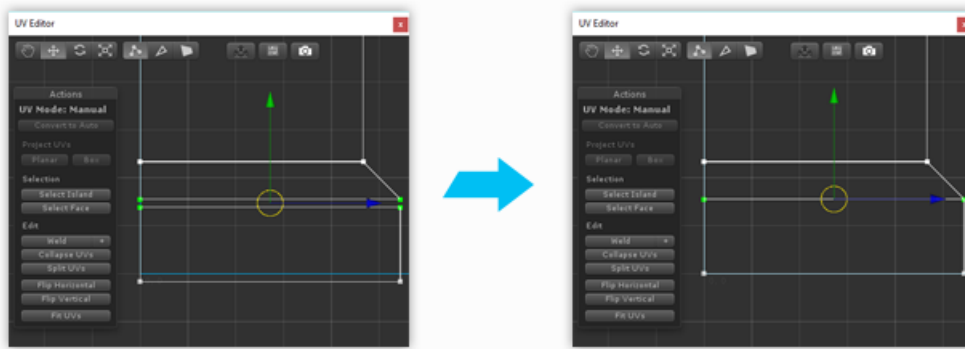 UV Editor
x
Actions
UV Mode: Manual
Convert to Auto
Project UVs
Planar Box
Selection
Select Island
Select Face
Edit
Weld +
Collapse UVs
Split UVs
Flip Horizontal
Flip Vertical
Fit UVs
UV Editor
x
Actions
UV Mode: Manual
Convert to Auto
Project UVs
Planar Box
Selection
Select Island
Select Face
Edit
Weld +
Collapse UVs
Split UVs
Flip Horizontal
Flip Vertical
Fit UVs